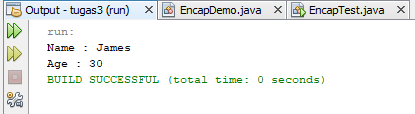 Output - tugas3 (run) EncapDemo.java EncapTest.java
run:
Name : James
Age : 30
BUILD SUCCESSFUL (total time: 0 seconds)